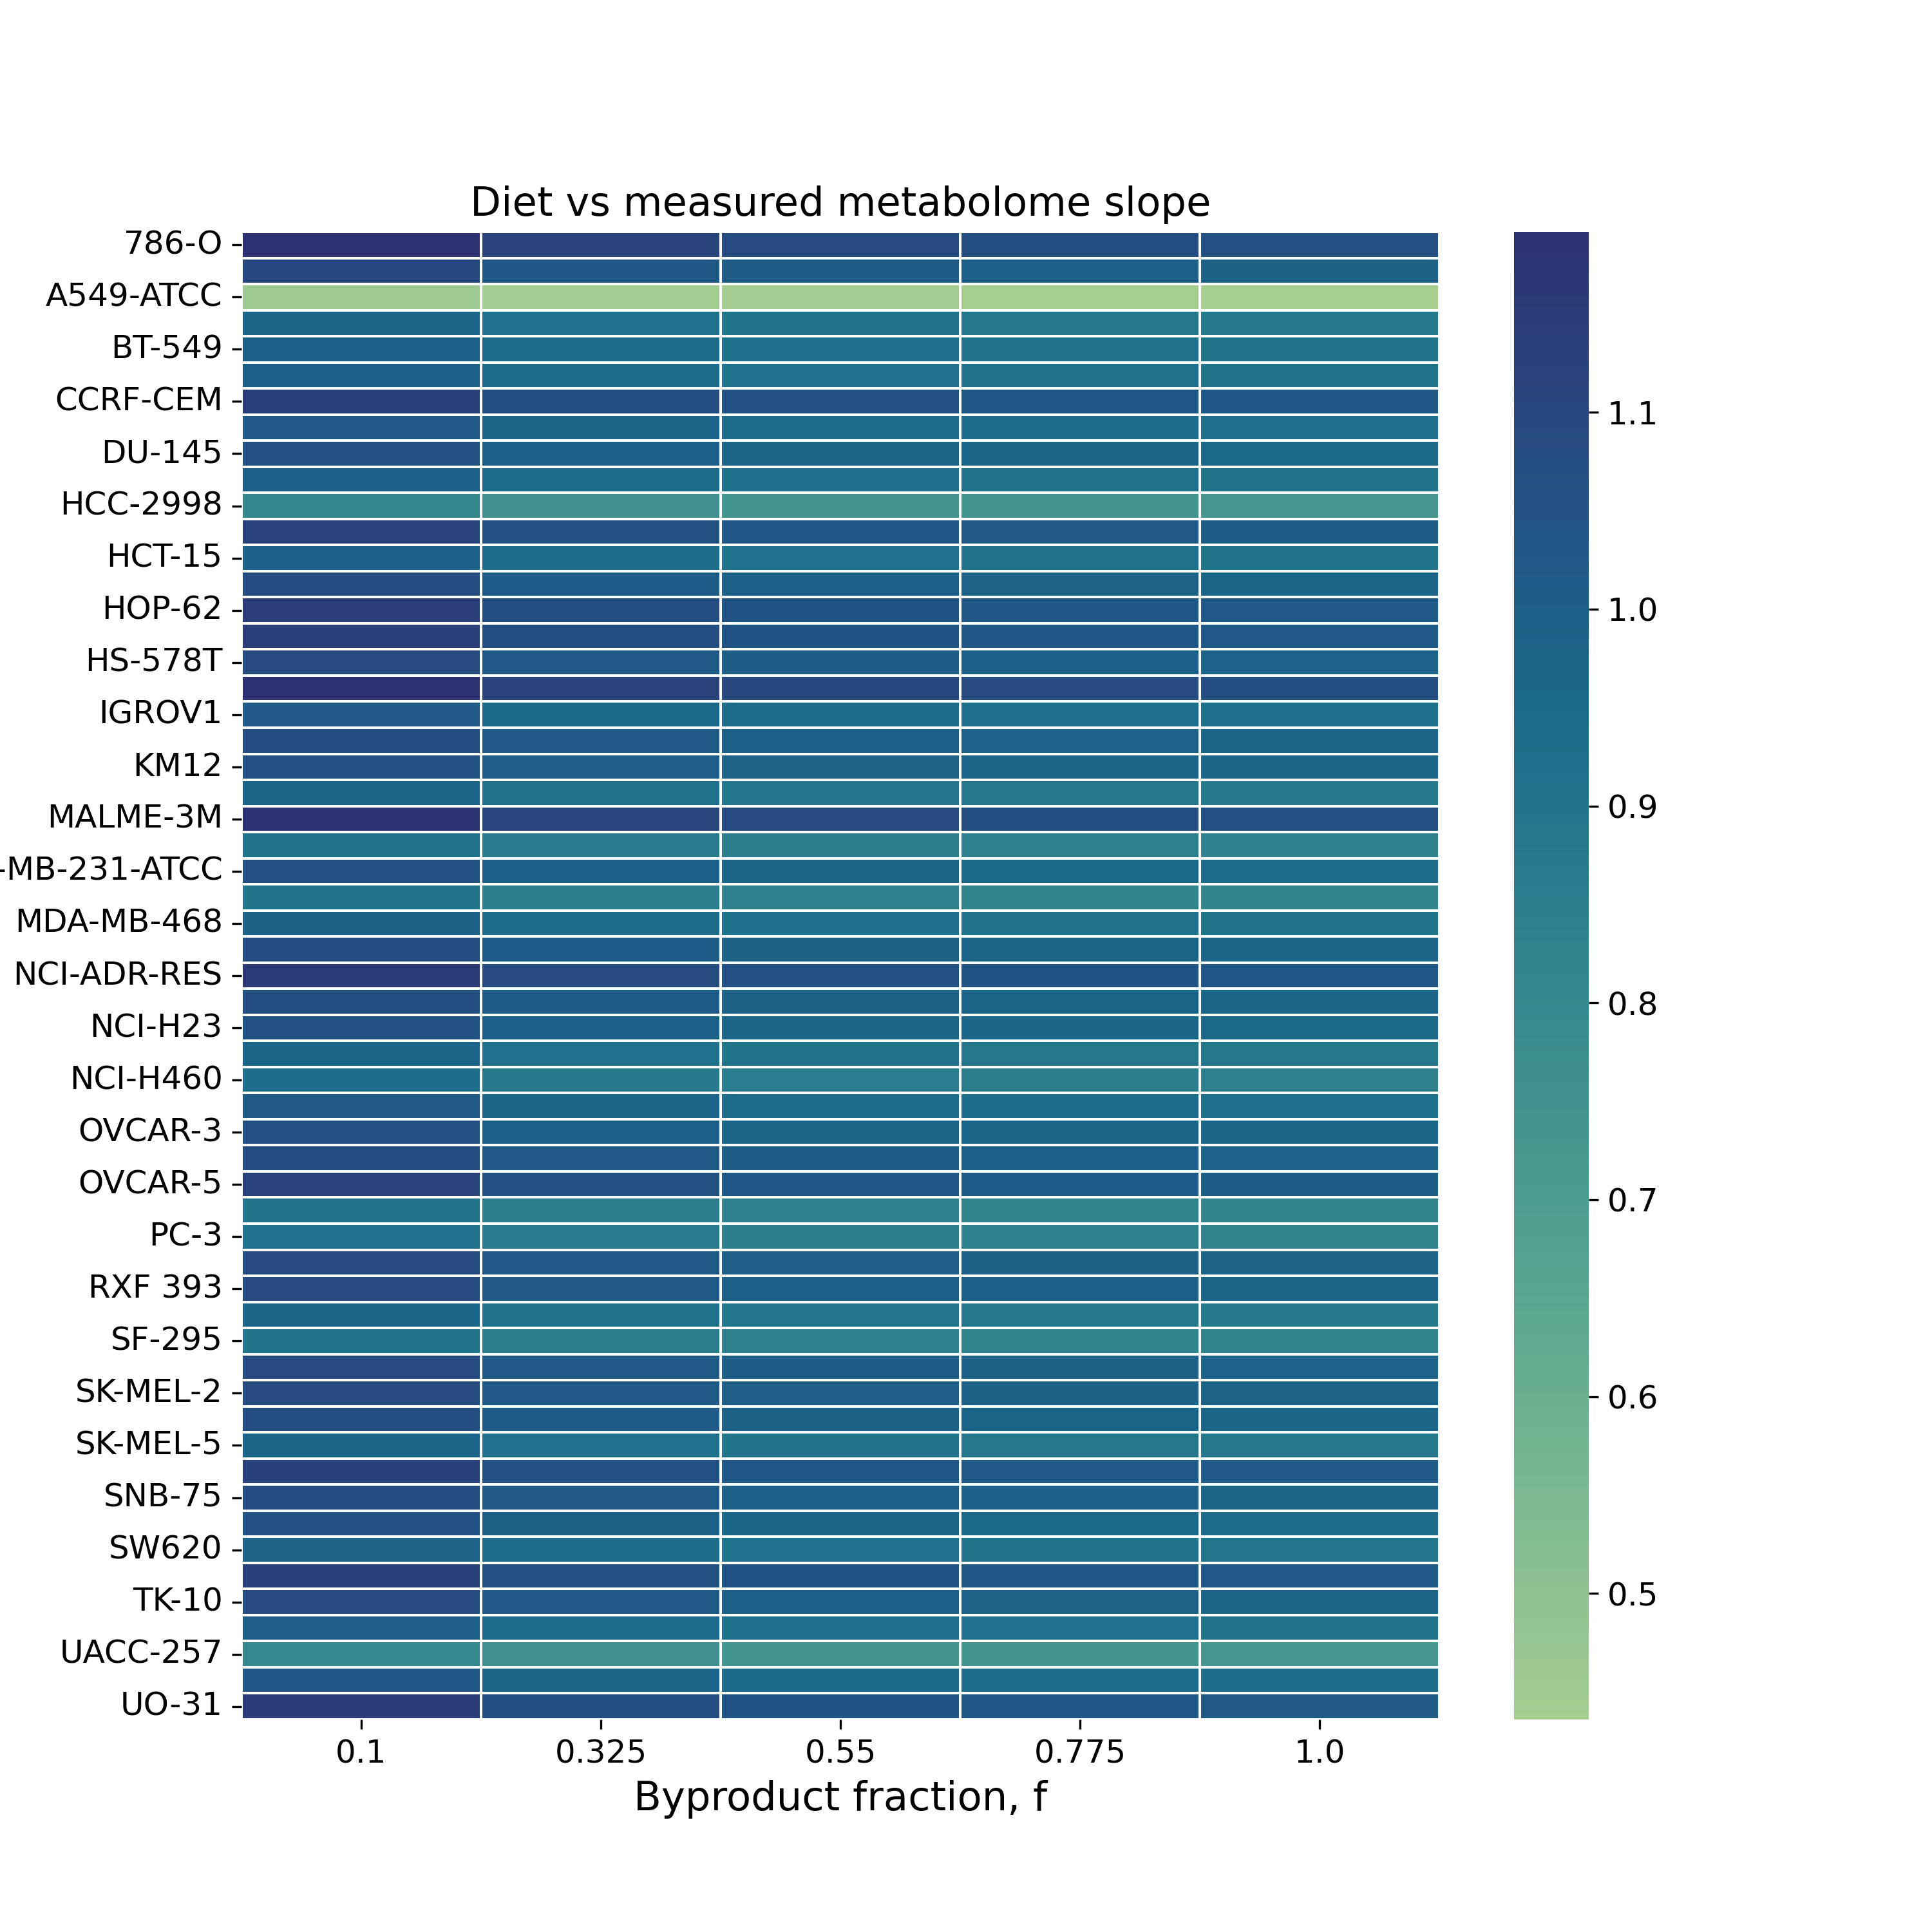 Diet vs measured metabolome slope
786-O
A549-ATCC
BT-549
CCRF-CEM
DU-145
HCC-2998
HCT-15
HOP-62
HS-578T
IGROV1
KM12
MALME-3M
-MB-231-ATCC
MDA-MB-468
NCI-ADR-RES
NCI-H23
NCI-H460
OVCAR-3
OVCAR-5
PC-3
RXF 393
SF-295
SK-MEL-2
SK-MEL-5
SNB-75
SW620
TK-10
UACC-257
UO-31
0.1 0.325 0.55 0.775 1.0
Byproduct fraction, f
1.1
1.0
0.9
0.8
0.7
0.6
0.5